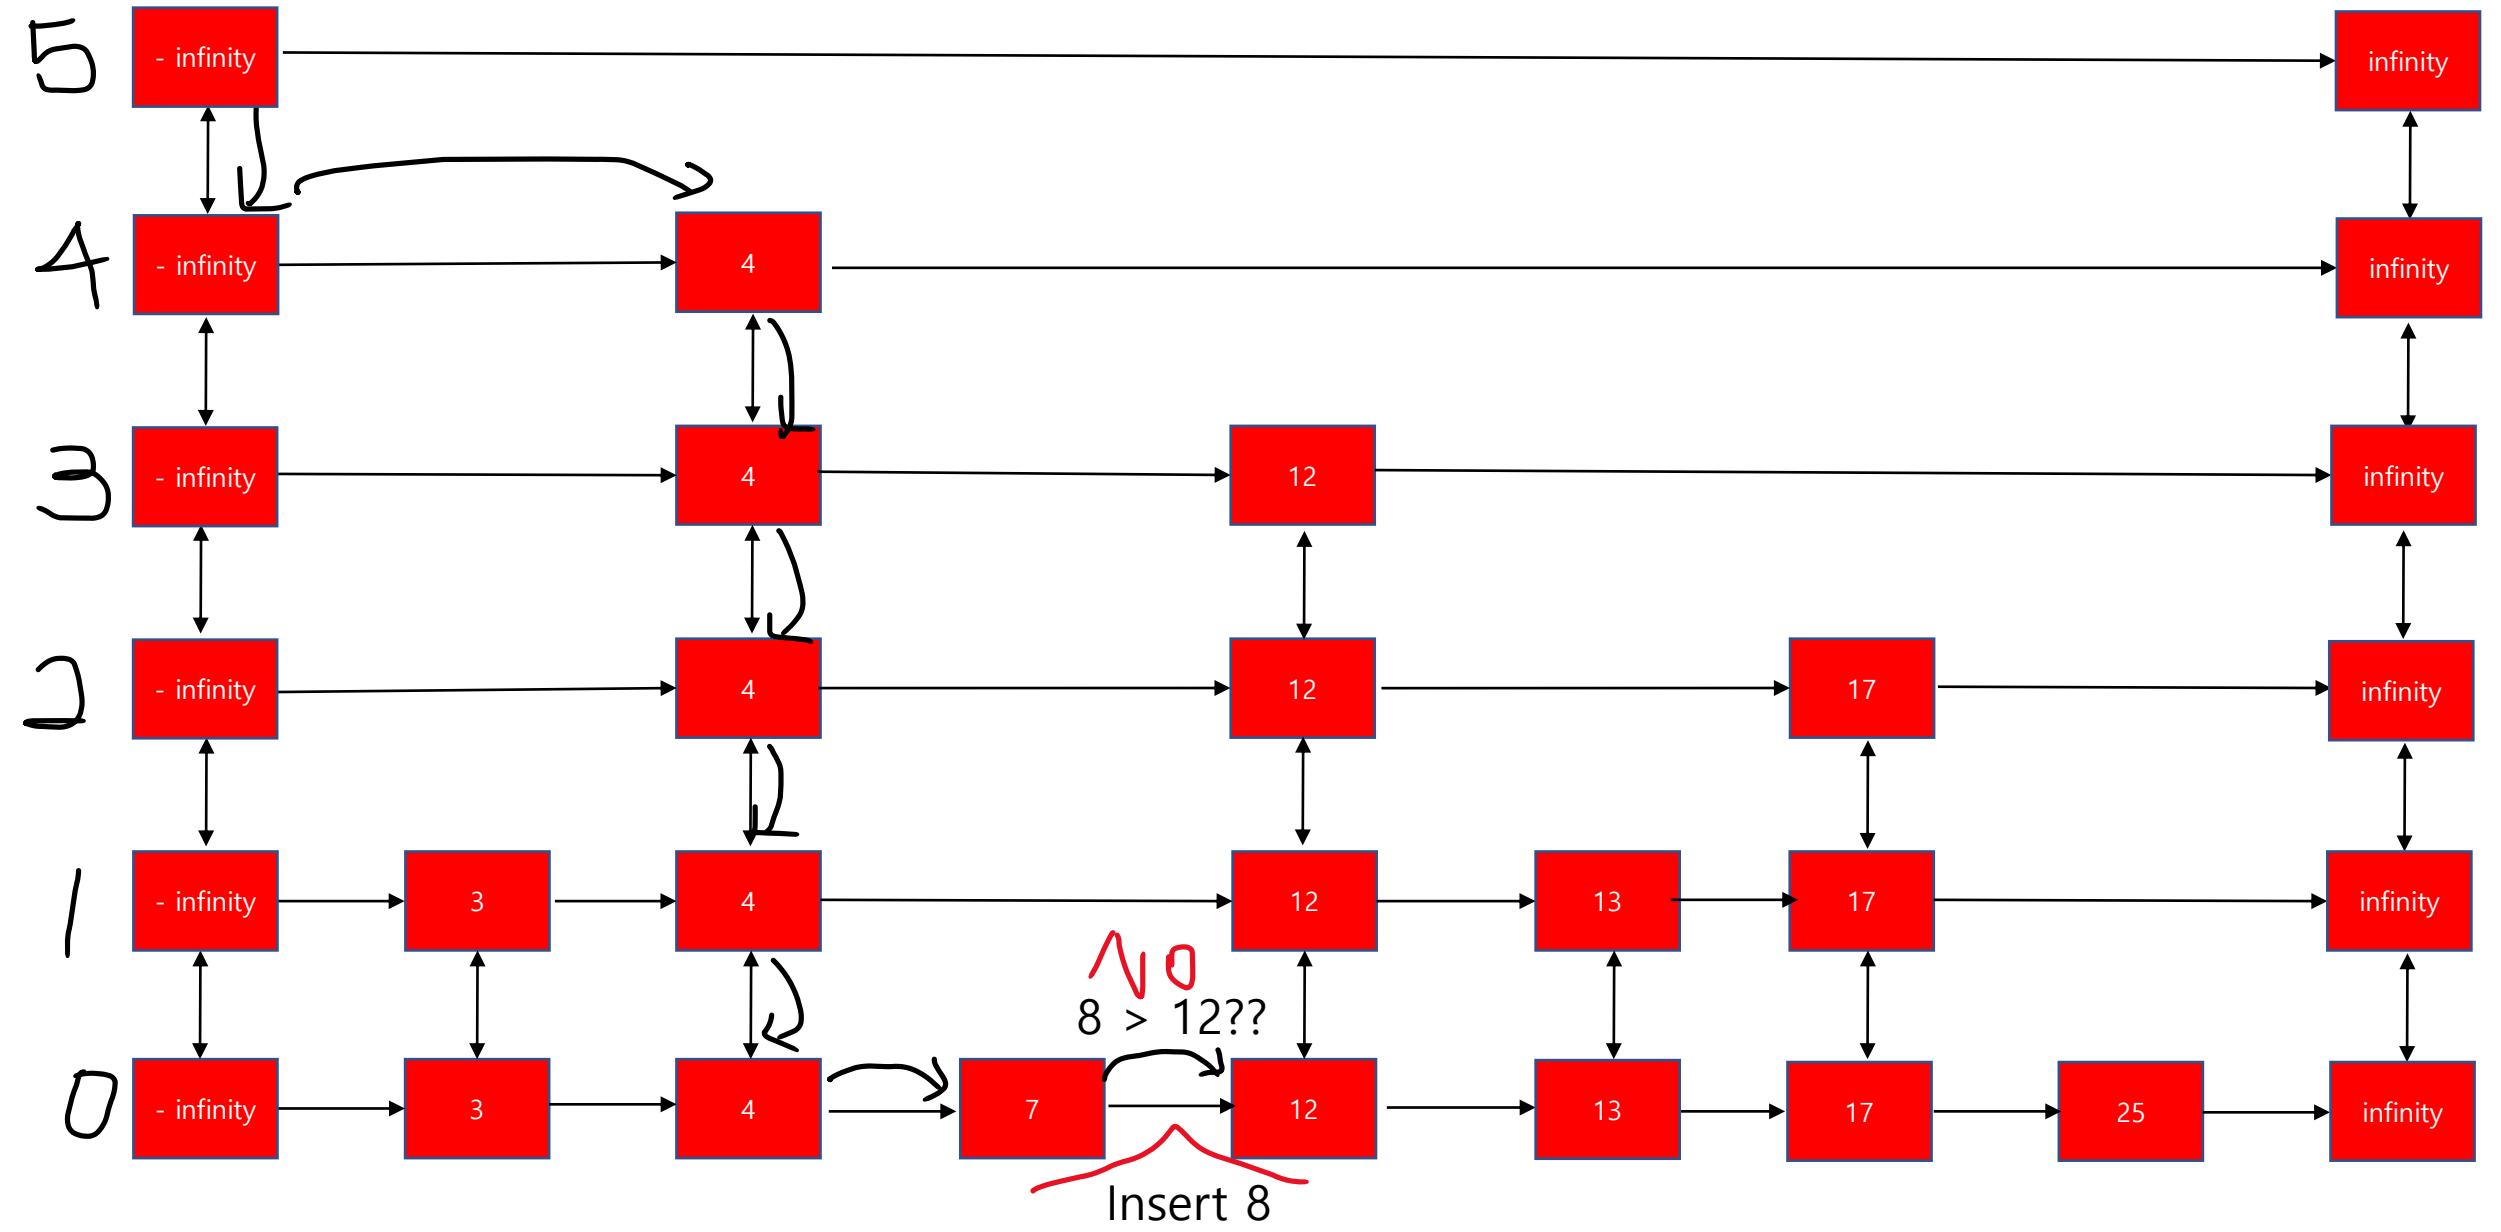 5 - infinity infinity
4 - infinity 4 infinity
3 - infinity 4 12 infinity
2 - infinity 4 12 17 infinity
1 - infinity 3 4 12 13 17 infinity
NO
8 > 12??
0 - infinity 3 4 7 12 13 17 25 infinity
Insert 8